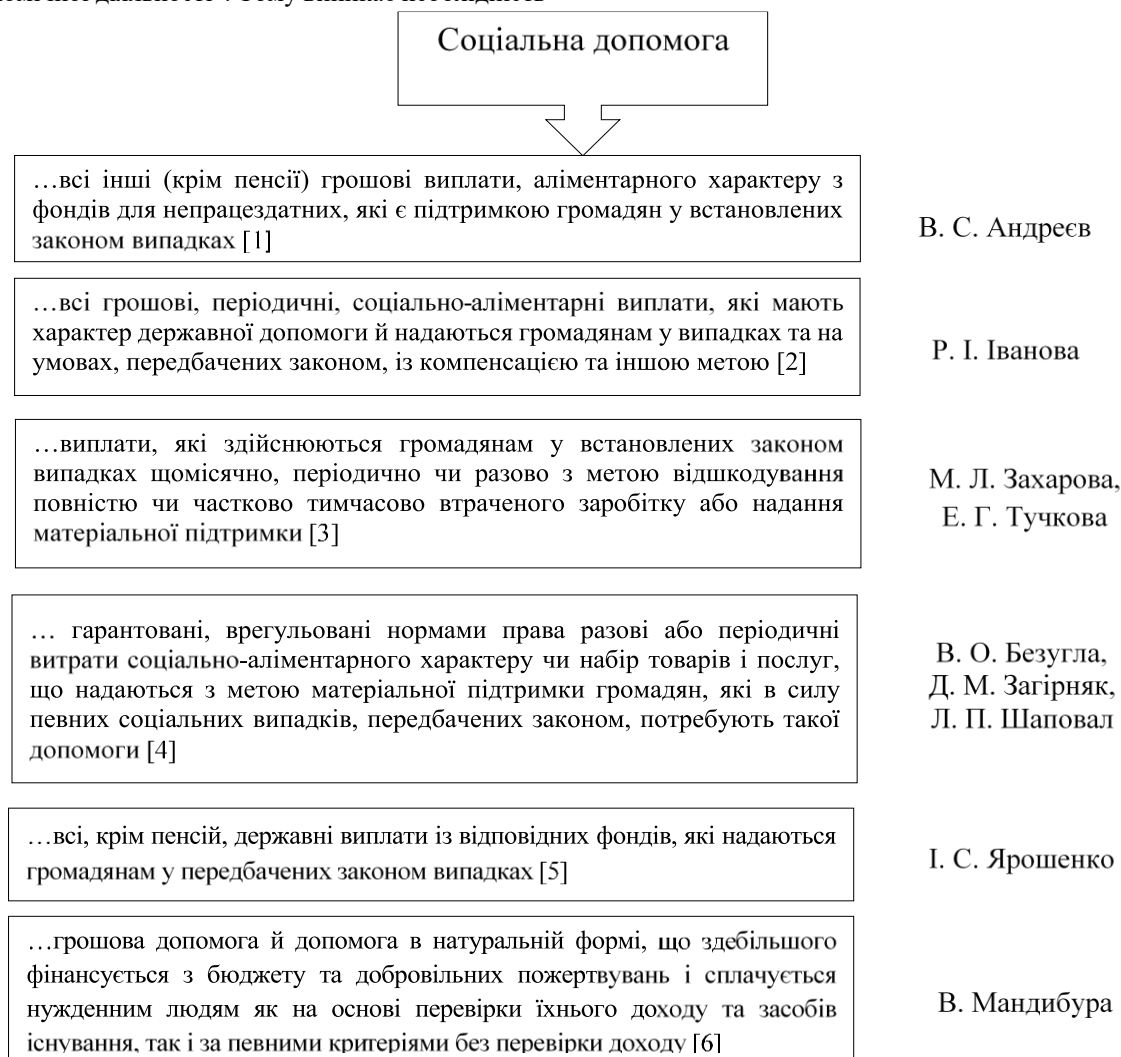 Соціальна допомога
…всі інші (крім пенсії) грошові виплати, аліментарного характеру з
фондів для непрацездатних, які є підтримкою громадян у встановлених
законом випадках [1]
В. С. Андреєв
…всі грошові, періодичні, соціально-аліментарні виплати, які мають
характер державної допомоги й надаються громадянам у випадках та на
умовах, передбачених законом, із компенсацією та іншою метою [2]
Р. І. Іванова
…виплати, які здійснюються громадянам у встановлених законом
випадках щомісячно, періодично чи разово з метою відшкодування
повністю чи частково тимчасово втраченого заробітку або надання
матеріальної підтримки [3]
М. Л. Захарова,
Е. Г. Тучкова
… гарантовані, врегульовані нормами права разові або періодичні
витрати соціально-аліментарного характеру чи набір товарів і послуг,
що надаються з метою матеріальної підтримки громадян, які в силу
певних соціальних випадків, передбачених законом, потребують такої
допомоги [4]
В. О. Безугла,
Д. М. Загірняк,
Л. П. Шаповал
…всі, крім пенсій, державні виплати із відповідних фондів, які надаються
громадянам у передбачених законом випадках [5]
І. С. Ярошенко
…грошова допомога й допомога в натуральній формі, що здебільшого
фінансується з бюджету та добровільних пожертвувань і сплачується
нужденним людям як на основі перевірки їхнього доходу та засобів
існування, так і за певними критеріями без перевірки доходу [6]
В. Мандибура